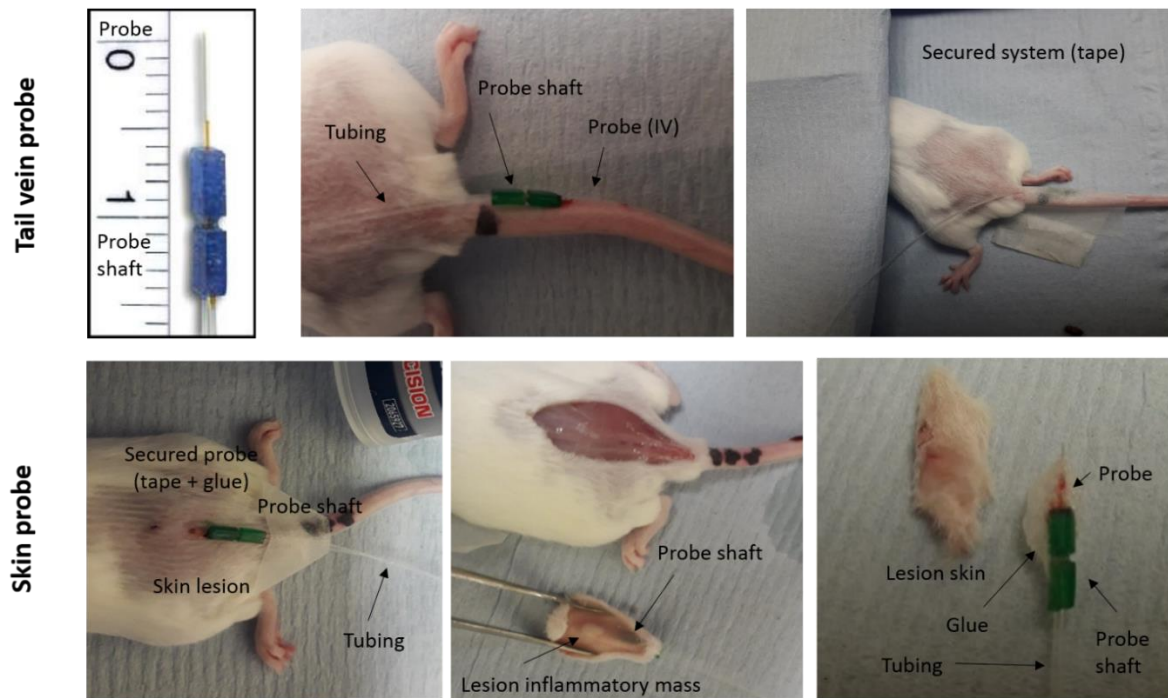 Tail vein probe
Probe
0
1
Probe
shaft
Tubing
Probe shaft
Probe (IV)
Secured system (tape)
Skin probe
Secured probe
(tape + glue)
Probe shaft
Skin lesion
Tubing
CISION
Probe shaft
Lesion inflammatory mass
Probe
Lesion skin
Glue
Tubing
Probe
shaft